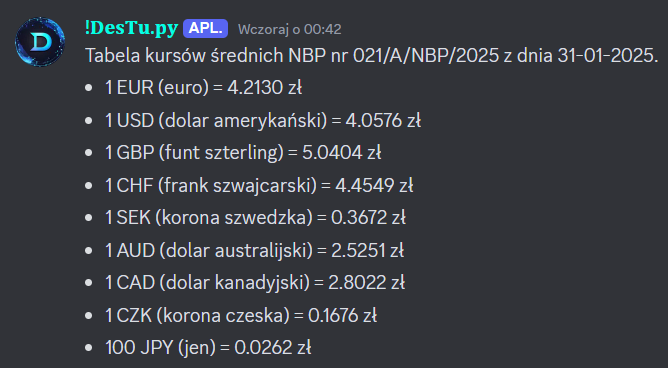 !DesTu.py APL. Wczoraj o 00:42
Tabela kursów średnich NBP nr 021/A/NBP/2025 z dnia 31-01-2025.
• 1 EUR (euro) = 4.2130 zł
• 1 USD (dolar amerykański) = 4.0576 zł
• 1 GBP (funt szterling) = 5.0404 zł
• 1 CHF (frank szwajcarski) = 4.4549 zł
• 1 SEK (korona szwedzka) = 0.3672 zł
• 1 AUD (dolar australijski) = 2.5251 zł
• 1 CAD (dolar kanadyjski) = 2.8022 zł
• 1 CZK (korona czeska) = 0.1676 zł
• 100 JPY (jen) = 0.0262 zł